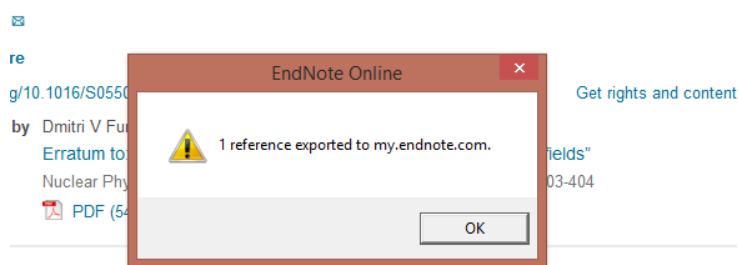 re
EndNote Online
g/10.1016/S0550
Get rights and content
by Dmitri V Fu
1 reference exported to my.endnote.com.
Erratum to
fields"
Nuclear Phy
03-404
PDF (54
OK